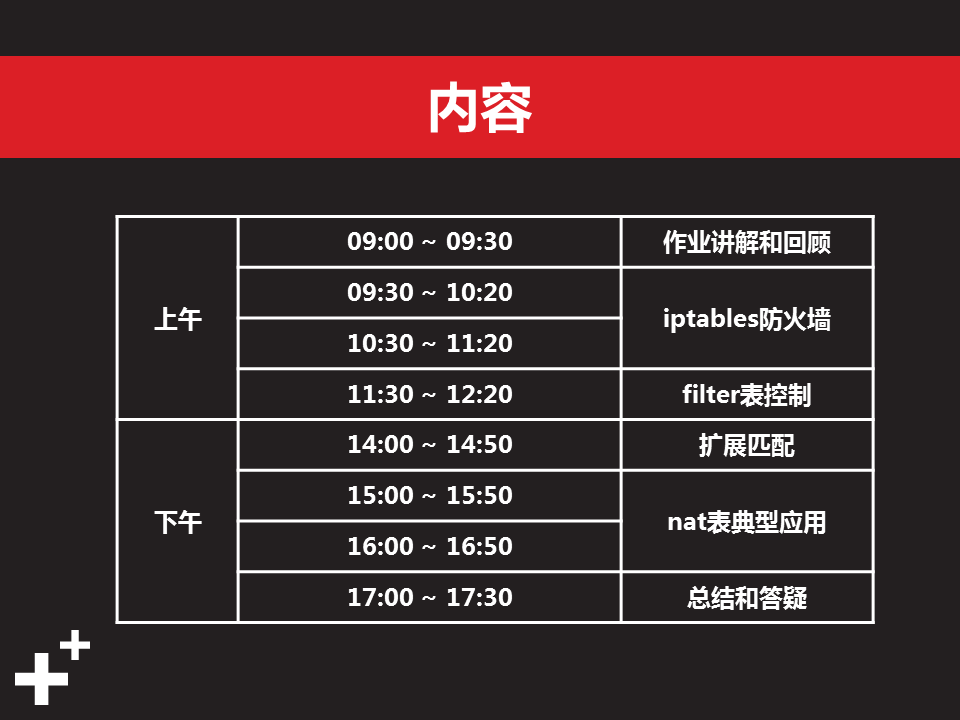 内容
上午
09:00 ~ 09:30
作业讲解和回顾
09:30 ~ 10:20
iptables防火墙
10:30 ~ 11:20
11:30 ~ 12:20
filter表控制
下午
14:00 ~ 14:50
扩展匹配
15:00 ~ 15:50
nat表典型应用
16:00 ~ 16:50
17:00 ~ 17:30
总结和答疑